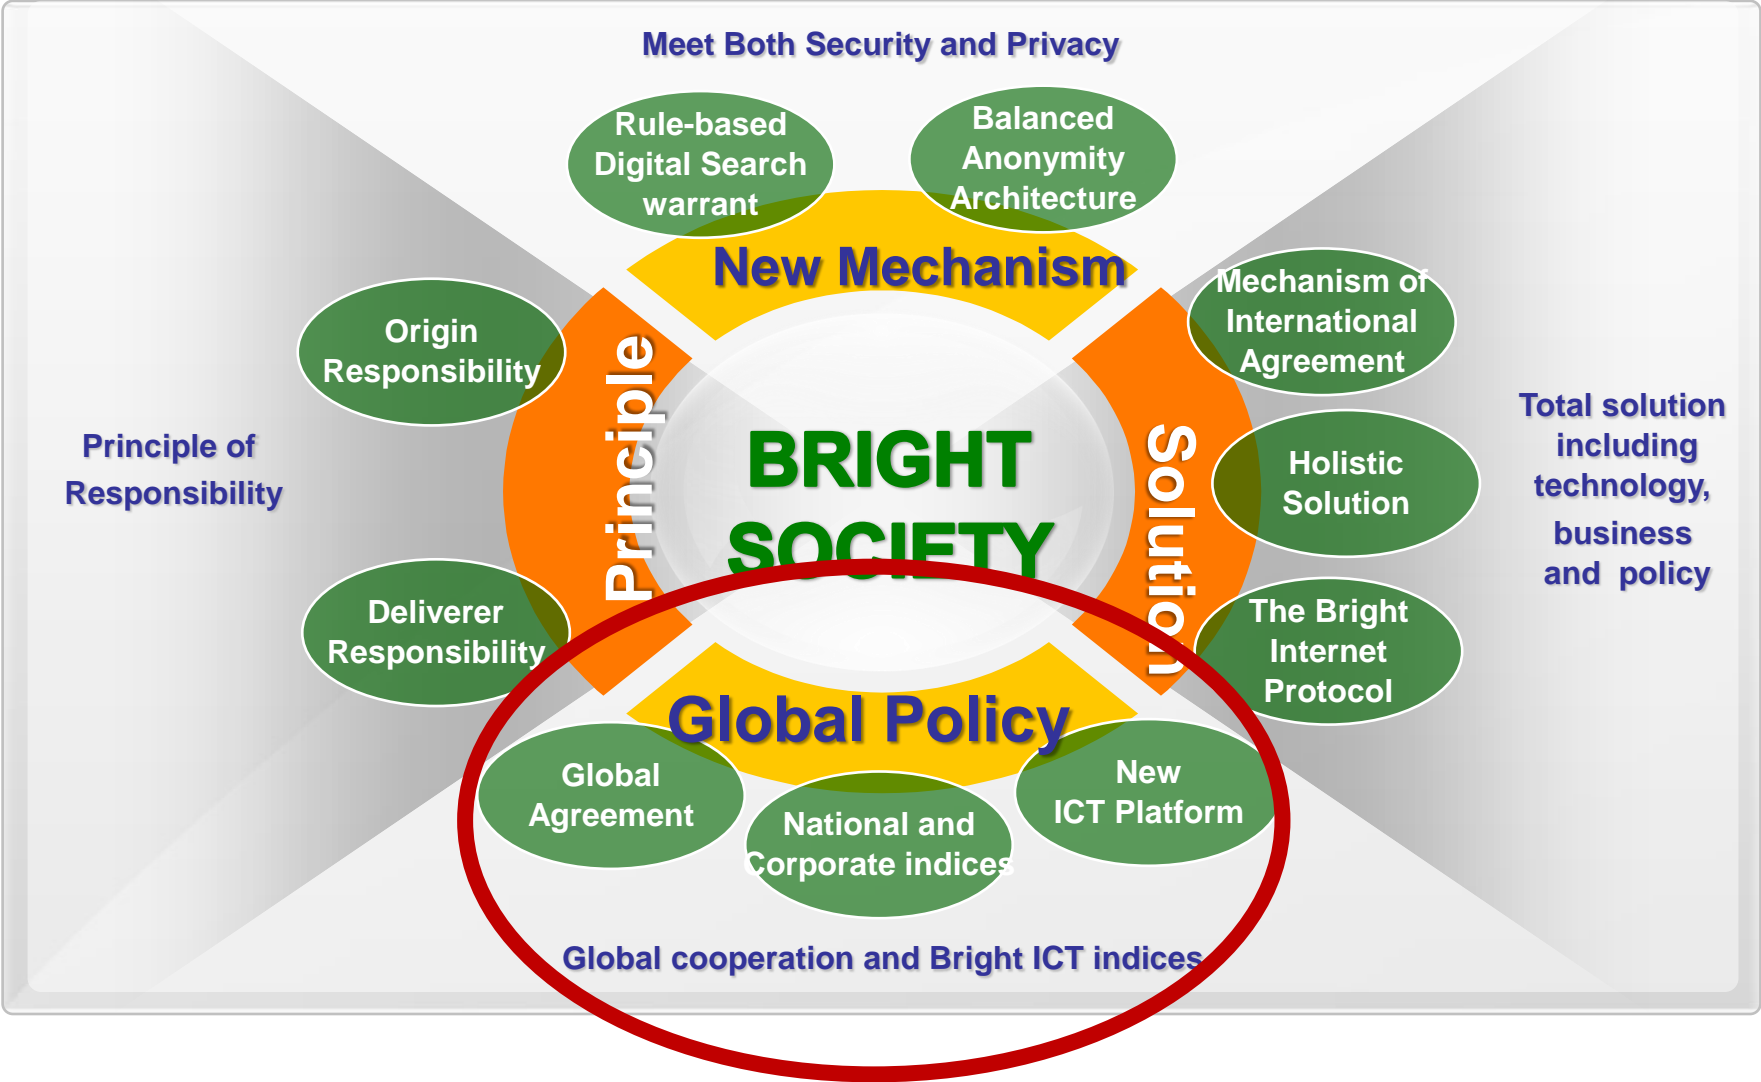 Meet Both Security and Privacy
Rule-based
Digital Search
warrant
Balanced
Anonymity
Architecture
New Mechanism
Origin
Responsibility
Mechanism of
International
Agreement
Principle
Principle of
Responsibility
BRIGHT
SOCIETY
Solution
Holistic
Solution
Total solution
including
technology,
business
and policy
Deliverer
Responsibility
The Bright
Internet
Protocol
Global Policy
Global
Agreement
National and
Corporate indices
New
ICT Platform
Global cooperation and Bright ICT indices